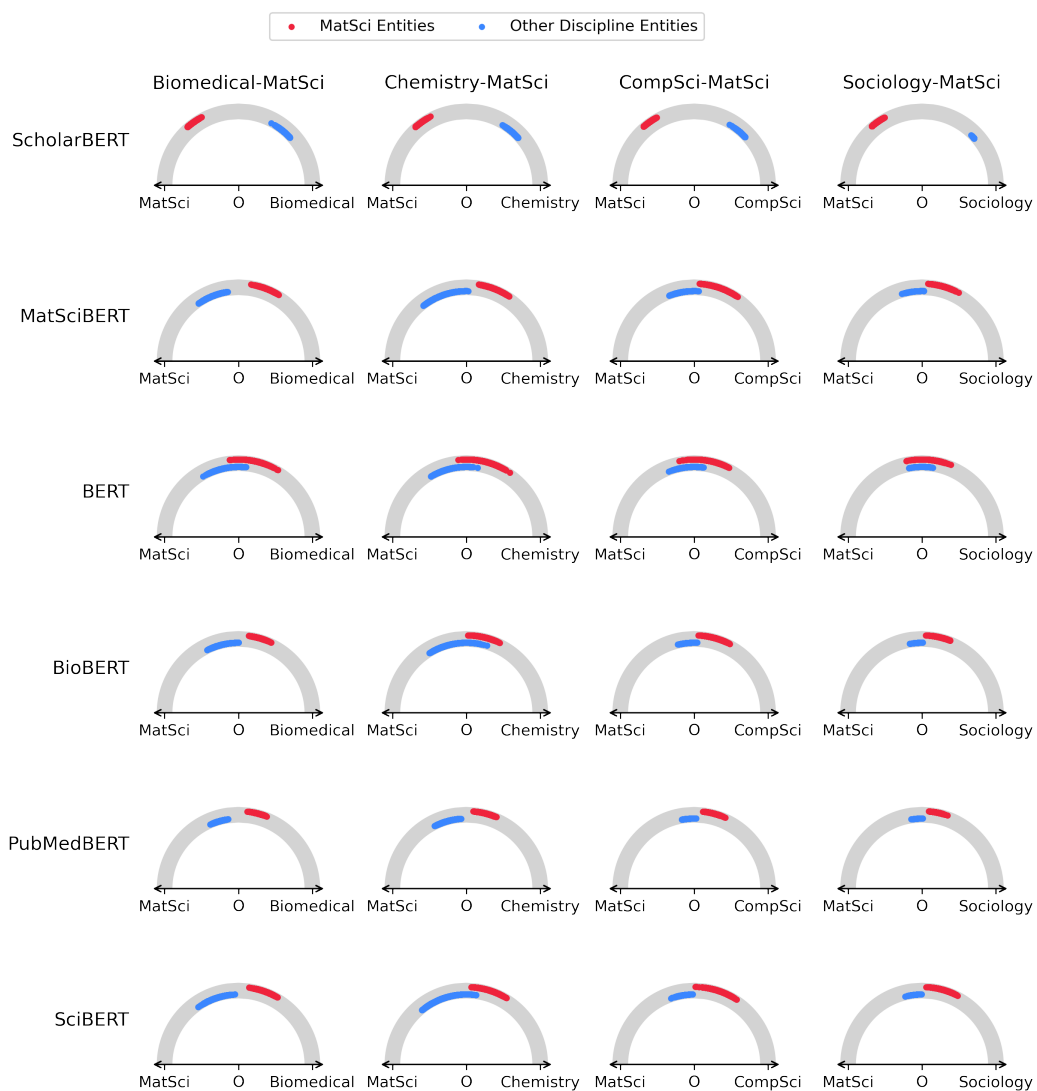 MatSci Entities Other Discipline Entities
Biomedical-MatSci Chemistry-MatSci CompSci-MatSci Sociology-MatSci
ScholarBERT
MatSci O Biomedical MatSci O Chemistry MatSci O CompSci MatSci O Sociology
MatSciBERT
MatSci O Biomedical MatSci O Chemistry MatSci O CompSci MatSci O Sociology
BERT
MatSci O Biomedical MatSci O Chemistry MatSci O CompSci MatSci O Sociology
BioBERT
MatSci O Biomedical MatSci O Chemistry MatSci O CompSci MatSci O Sociology
PubMedBERT
MatSci O Biomedical MatSci O Chemistry MatSci O CompSci MatSci O Sociology
SciBERT
MatSci O Biomedical MatSci O Chemistry MatSci O CompSci MatSci O Sociology